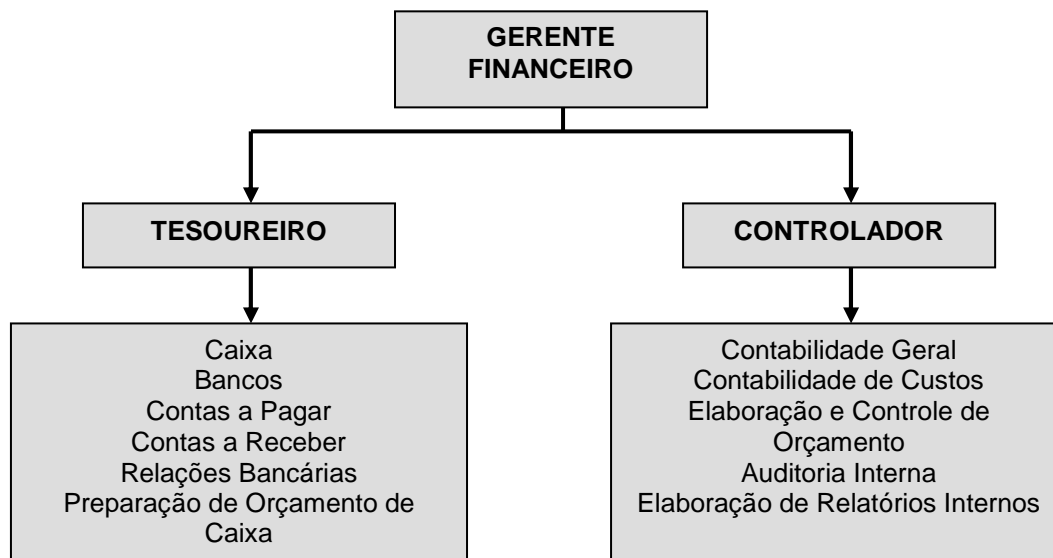 GERENTE
FINANCEIRO
TESOUREIRO
CONTROLADOR
Caixa
Bancos
Contas a Pagar
Contas a Receber
Relações Bancárias
Preparação de Orçamento de
Caixa
Contabilidade Geral
Contabilidade de Custos
Elaboração e Controle de
Orçamento
Auditoria Interna
Elaboração de Relatórios Internos